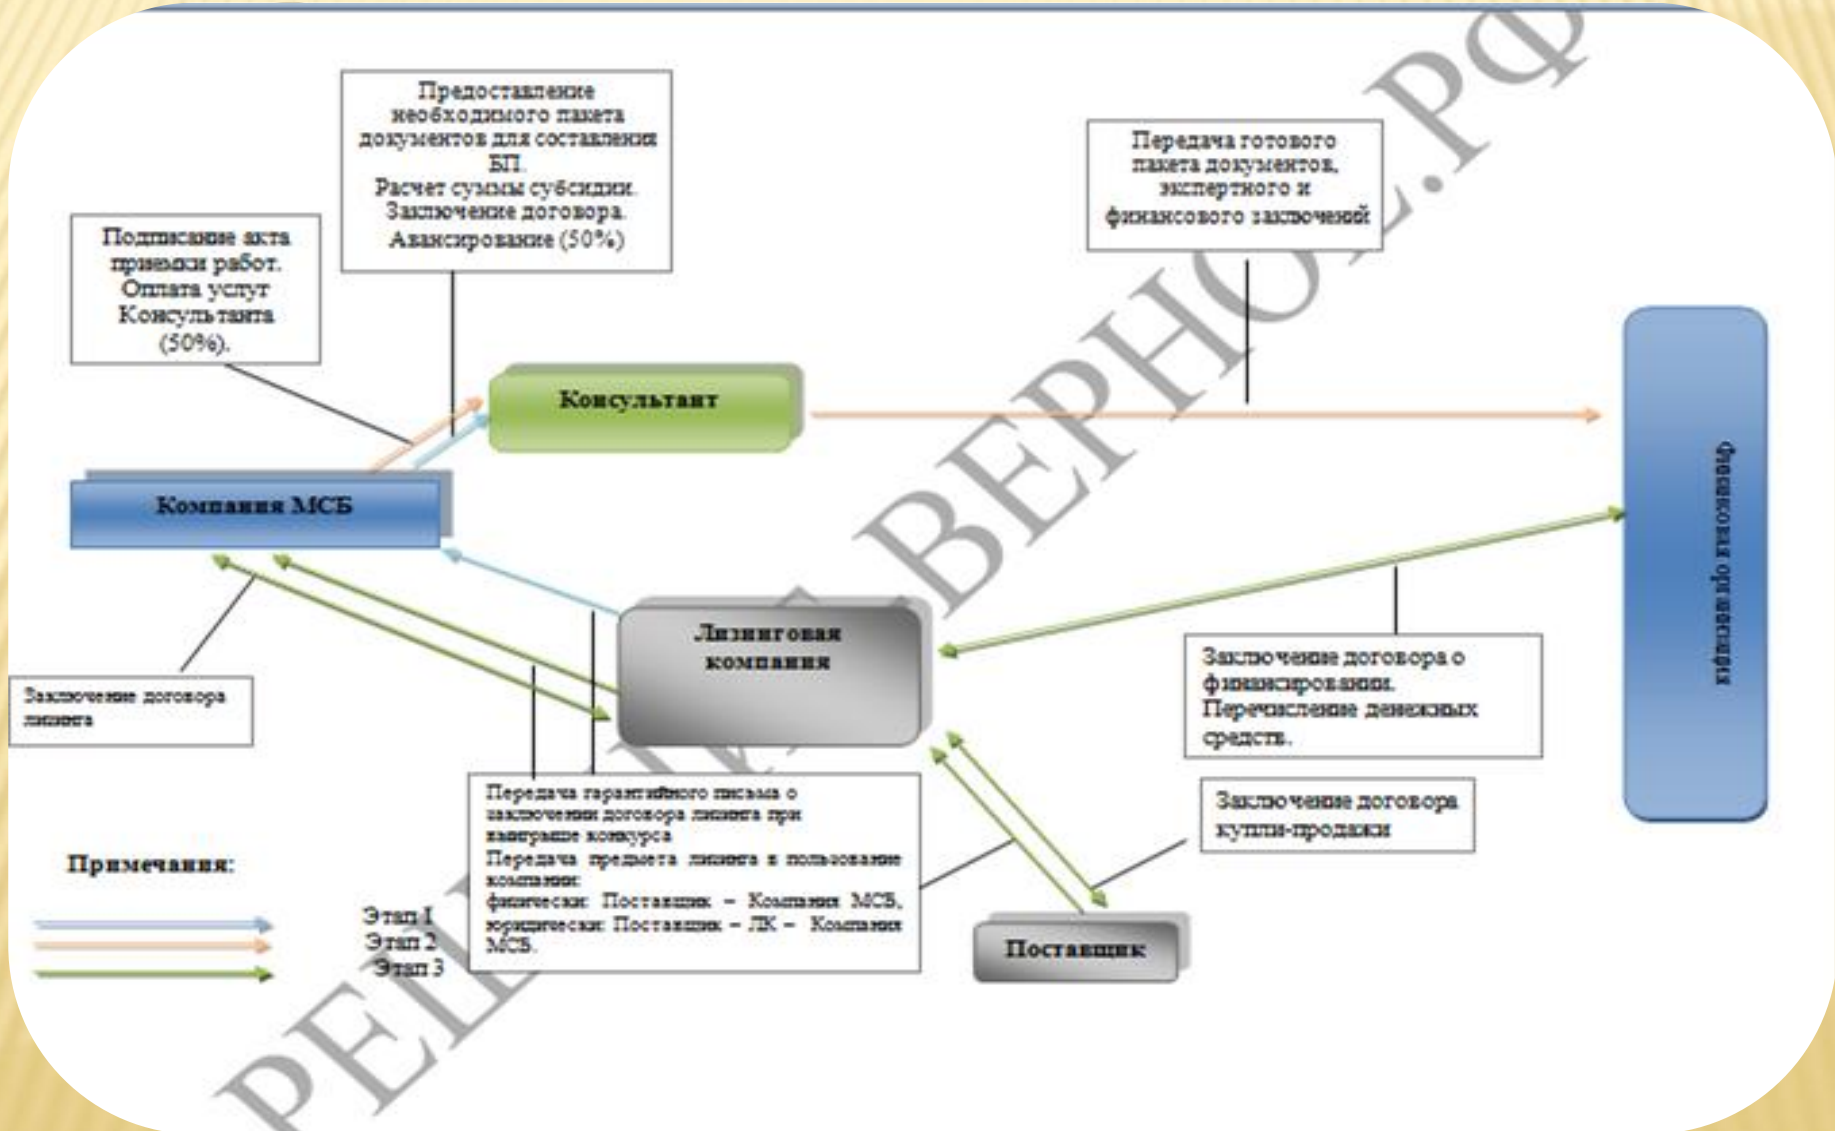 Предоставление
необходимого пакета
документов для составления
БП.
Расчет суммы субсидии.
Заключение договора.
Авансирование (50%)
Передача готового
пакета документов,
экспертного и
финансового заключений
Подписание акта
приемки работ.
Оплата услуг
Консультанта
(50%).
Консультант
Компания МСБ
Финансовая организация
Лизинговая
компания
Заключение договора о
финансировании.
Перечисление денежных
средств.
Заключение договора
лизинга
Передача гарантийного письма о
заключении договора лизинга при
выигрыше конкурса
Передача предмета лизинга в пользование
компании:
физически: Поставщик – Компания МСБ,
юридически: Поставщик – ЛК – Компания
МСБ.
Заключение договора
купли-продажи
Поставщик
Примечания:
Этап 1
Этап 2
Этап 3
ВЕРНОЕ.РФ